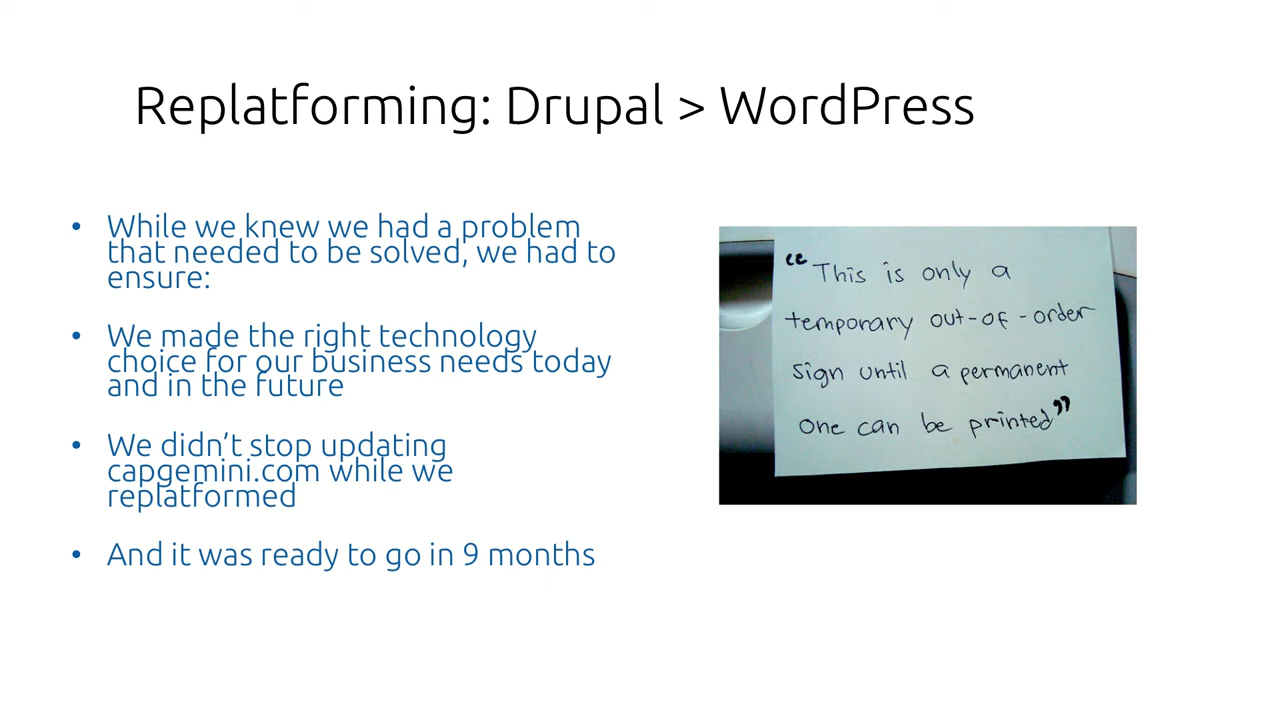 Replatforming: Drupal > WordPress
• While we knew we had a problem
that needed to be solved, we had to
ensure:
• We made the right technology
choice for our business needs today
and in the future
• We didn’t stop updating
capgemini.com while we
replatformed
• And it was ready to go in 9 months
“This is only a
temporary out-of-order
sign until a permanent
one can be printed”